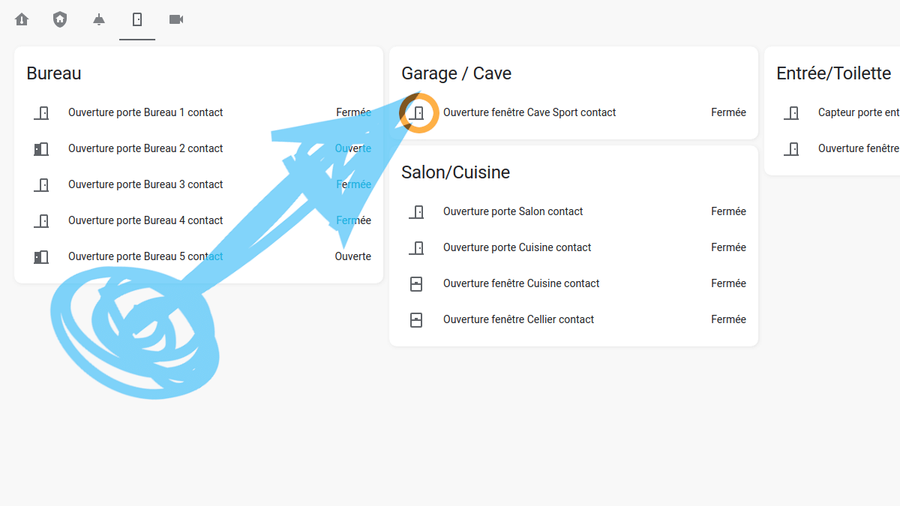 Bureau
Ouverture porte Bureau 1 contact Fermée
Ouverture porte Bureau 2 contact Ouverte
Ouverture porte Bureau 3 contact Fermée
Ouverture porte Bureau 4 contact Fermée
Ouverture porte Bureau 5 contact Ouverte
Garage / Cave
Ouverture fenêtre Cave Sport contact Fermée
Salon/Cuisine
Ouverture porte Salon contact Fermée
Ouverture porte Cuisine contact Fermée
Ouverture fenêtre Cuisine contact Fermée
Ouverture fenêtre Cellier contact Fermée
Entrée/Toilette
Capteur porte ent
Ouverture fenêtre